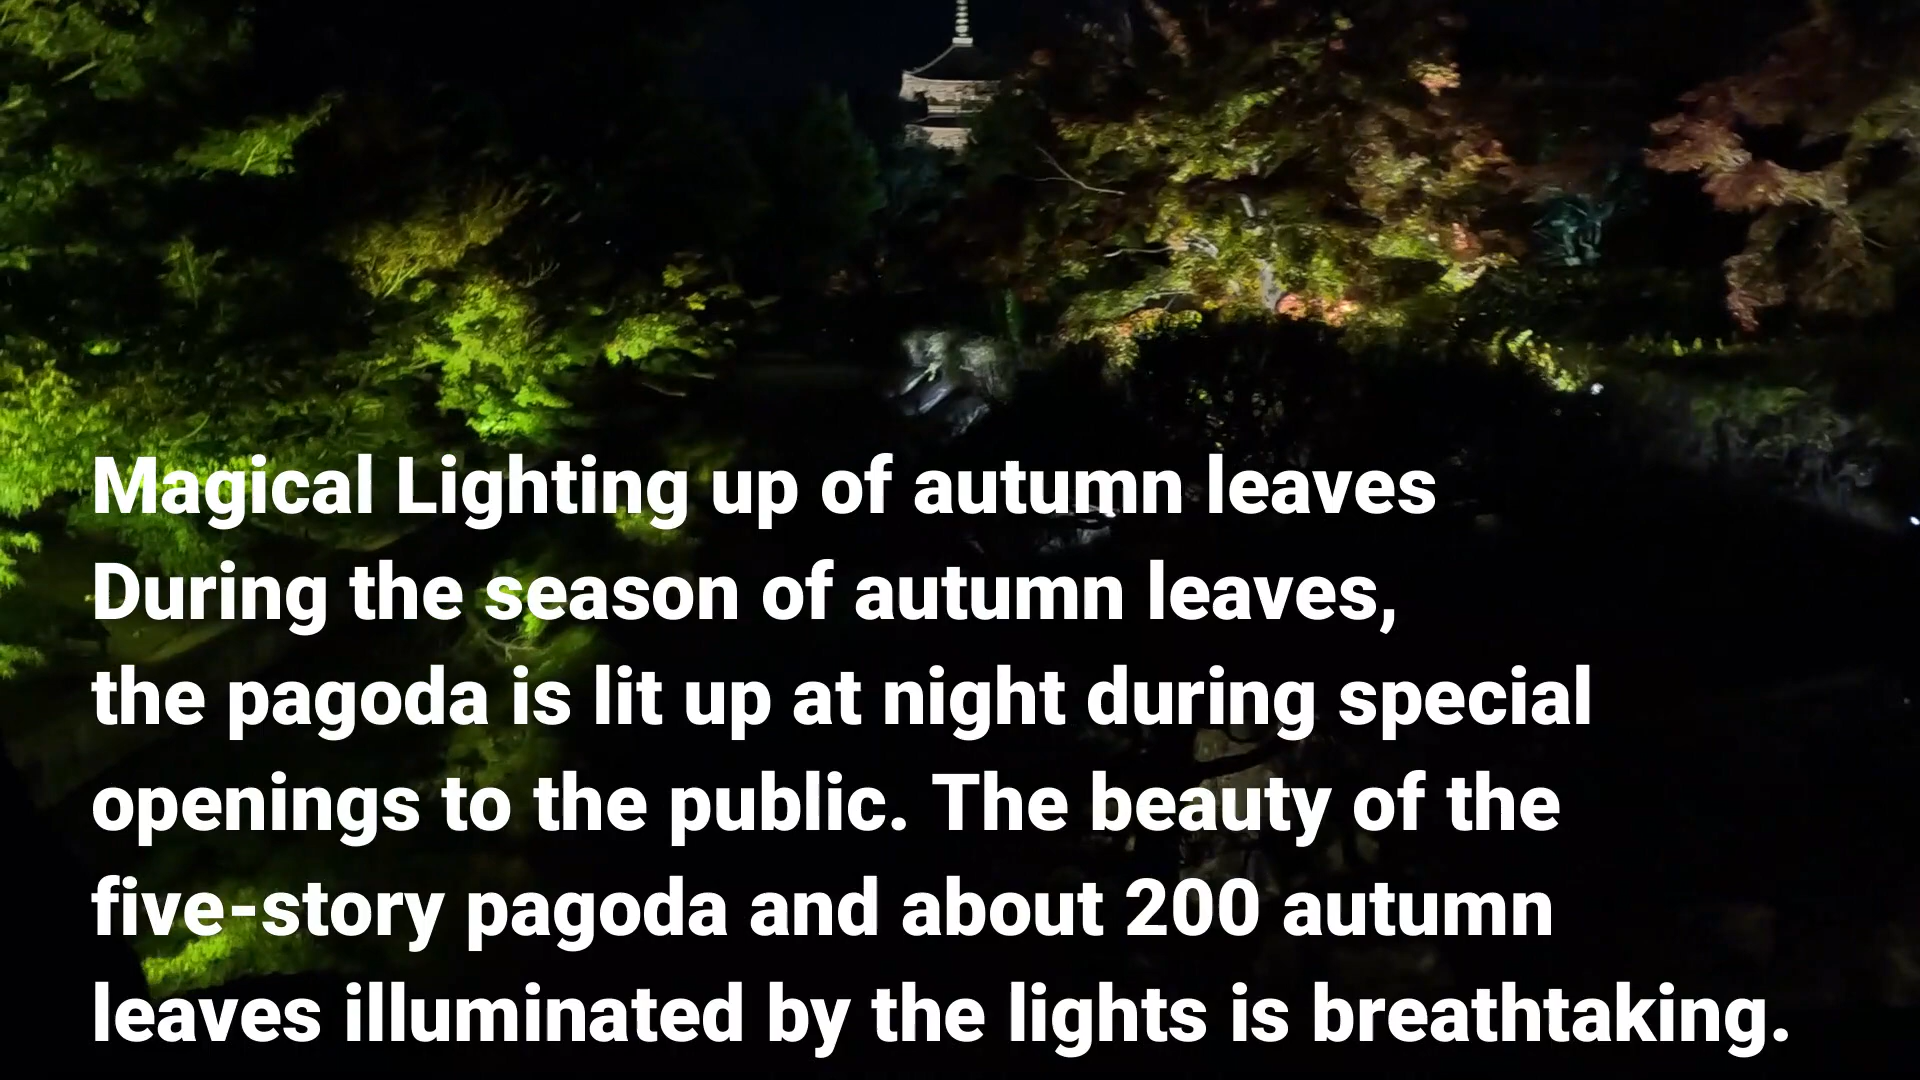 Magical Lighting up of autumn leaves
During the season of autumn leaves,
the pagoda is lit up at night during special
openings to the public. The beauty of the
five-story pagoda and about 200 autumn
leaves illuminated by the lights is breathtaking.